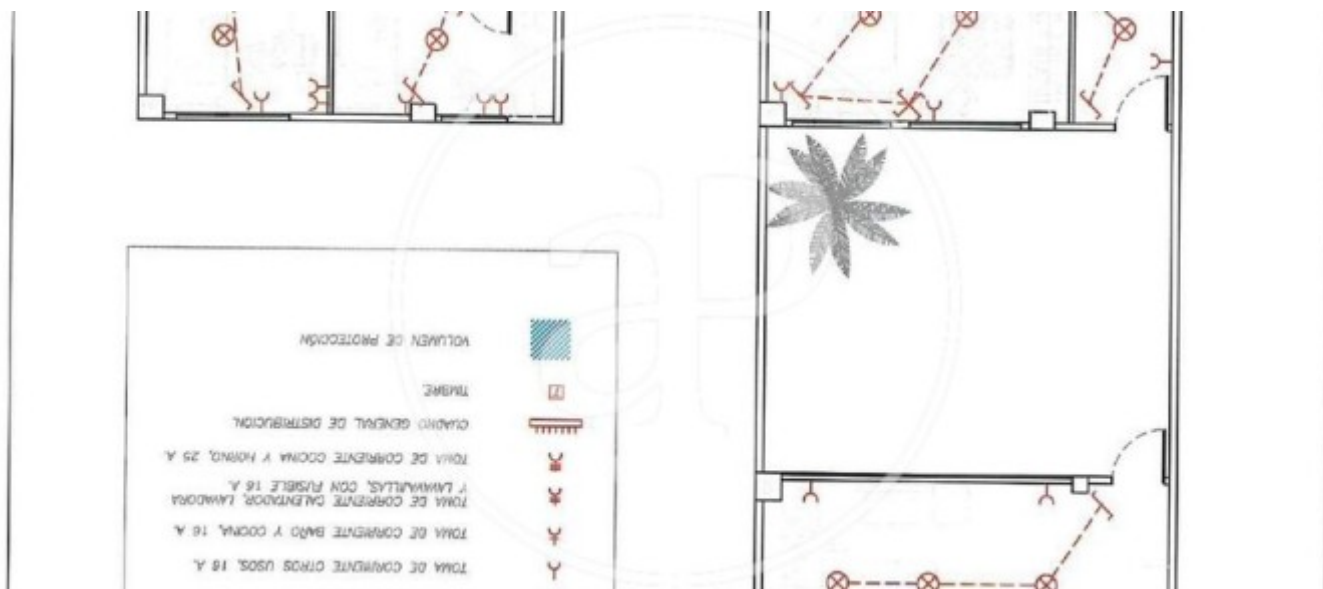 TOMA DE CORRIENTE OTROS USOS, 16 A.
TOMA DE CORRIENTE BAÑO Y COCINA, 16 A.
TOMA DE CORRIENTE CALENTADOR, LAVADORA
Y LAVAVAJILLAS, CON FUSIBLE 16 A.
TOMA DE CORRIENTE COCINA Y HORNO, 25 A.
CUADRO GENERAL DE DISTRIBUCION.
TIMBRE.
VOLUMEN DE PROTECCIÓN